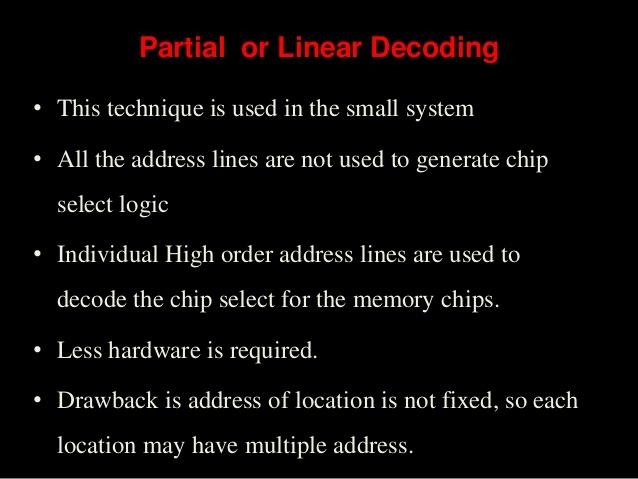 Partial or Linear Decoding
• This technique is used in the small system
• All the address lines are not used to generate chip
select logic
• Individual High order address lines are used to
decode the chip select for the memory chips.
• Less hardware is required.
• Drawback is address of location is not fixed, so each
location may have multiple address.